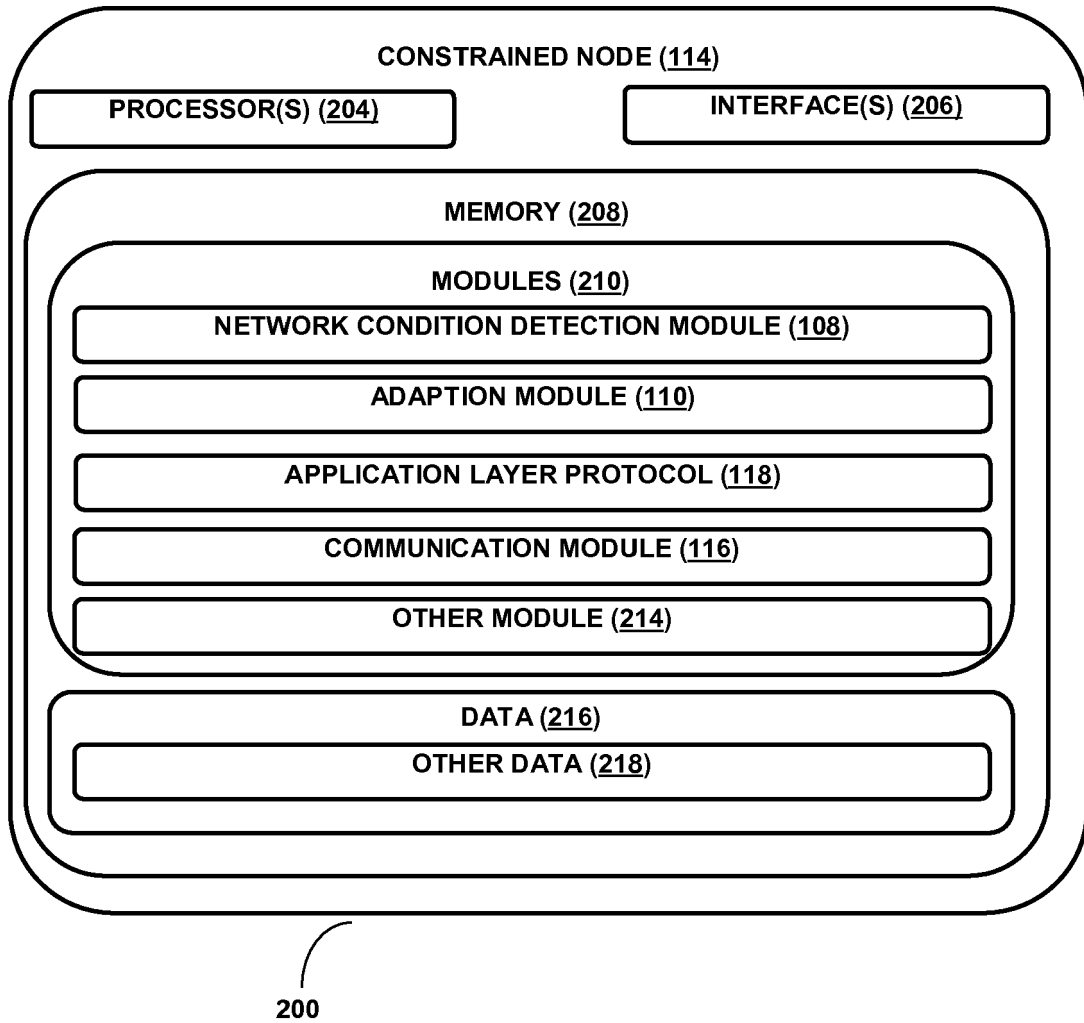 CONSTRAINED NODE (114)
PROCESSOR(S) (204)
INTERFACE(S) (206)
MEMORY (208)
MODULES (210)
NETWORK CONDITION DETECTION MODULE (108)
ADAPTION MODULE (110)
APPLICATION LAYER PROTOCOL (118)
COMMUNICATION MODULE (116)
OTHER MODULE (214)
DATA (216)
OTHER DATA (218)
200